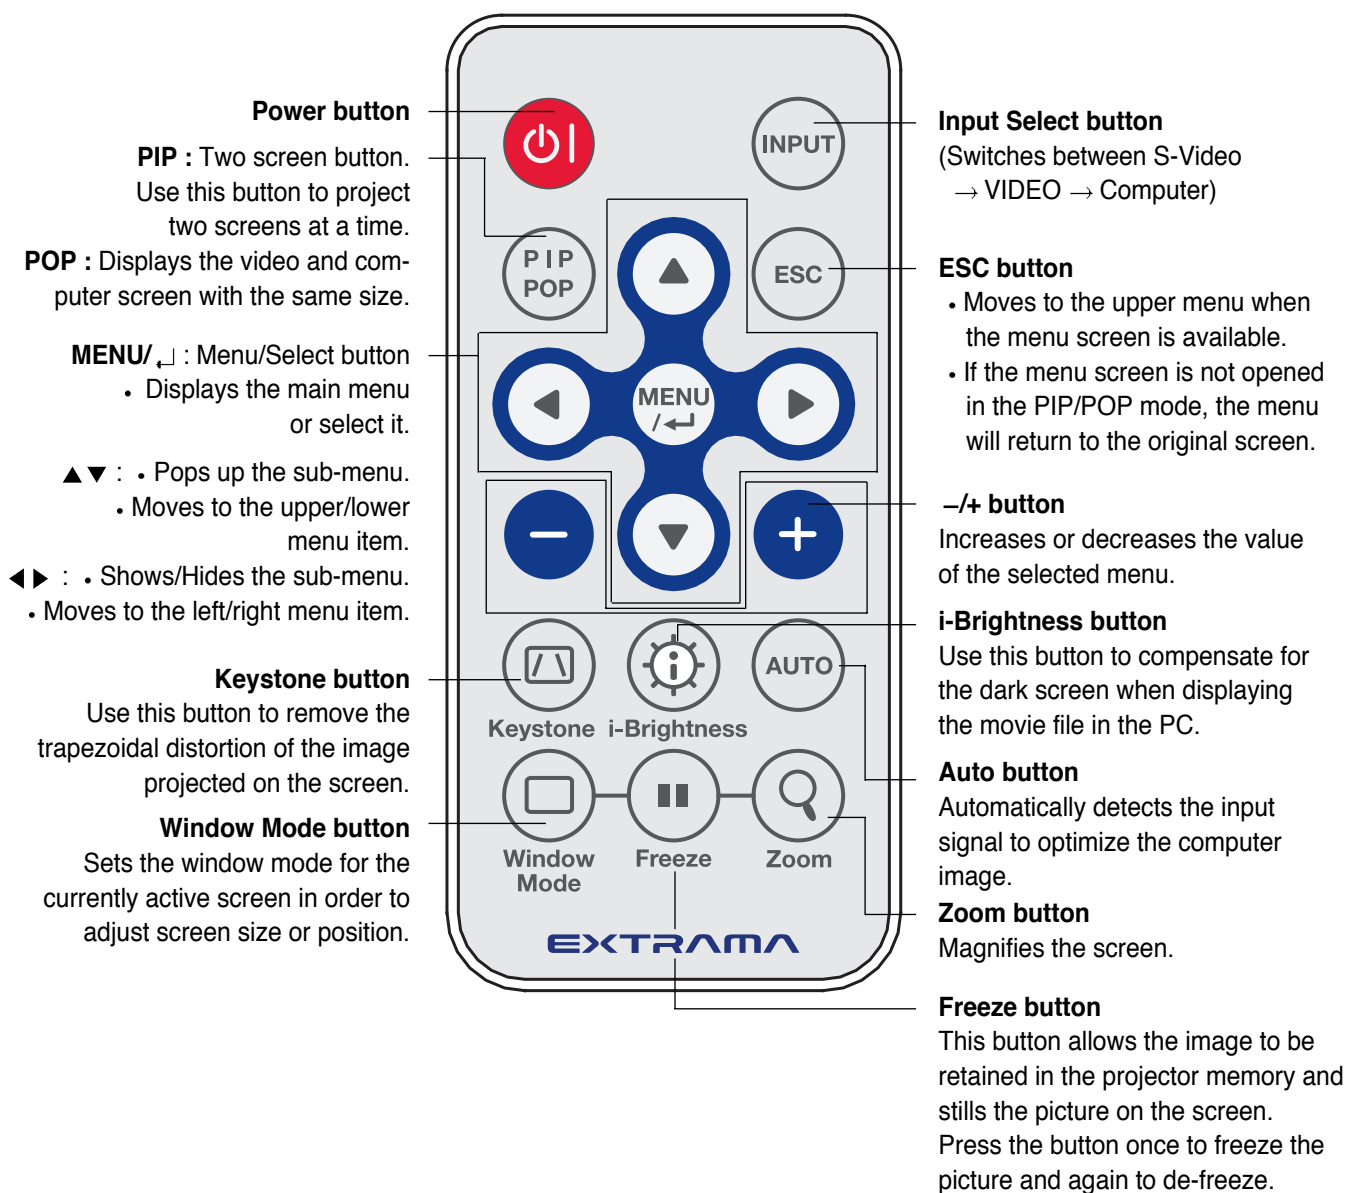 Power button
PIP : Two screen button.
Use this button to project
two screens at a time.
POP : Displays the video and com-
puter screen with the same size.
MENU/ ↵ : Menu/Select button
• Displays the main menu
or select it.
▲▼ : • Pops up the sub-menu.
• Moves to the upper/lower
menu item.
◀ ▶ : • Shows/Hides the sub-menu.
• Moves to the left/right menu item.
Keystone button
Use this button to remove the
trapezoidal distortion of the image
projected on the screen.
Window Mode button
Sets the window mode for the
currently active screen in order to
adjust screen size or position.
INPUT
PIP
POP
ESC
MENU
/↵
AUTO
Keystone
i-Brightness
Window
Mode
Freeze
Zoom
EXTRAMA
Input Select button
(Switches between S-Video
→ VIDEO → Computer)
ESC button
• Moves to the upper menu when
the menu screen is available.
• If the menu screen is not opened
in the PIP/POP mode, the menu
will return to the original screen.
–/+ button
Increases or decreases the value
of the selected menu.
i-Brightness button
Use this button to compensate for
the dark screen when displaying
the movie file in the PC.
Auto button
Automatically detects the input
signal to optimize the computer
image.
Zoom button
Magnifies the screen.
Freeze button
This button allows the image to be
retained in the projector memory and
stills the picture on the screen.
Press the button once to freeze the
picture and again to de-freeze.